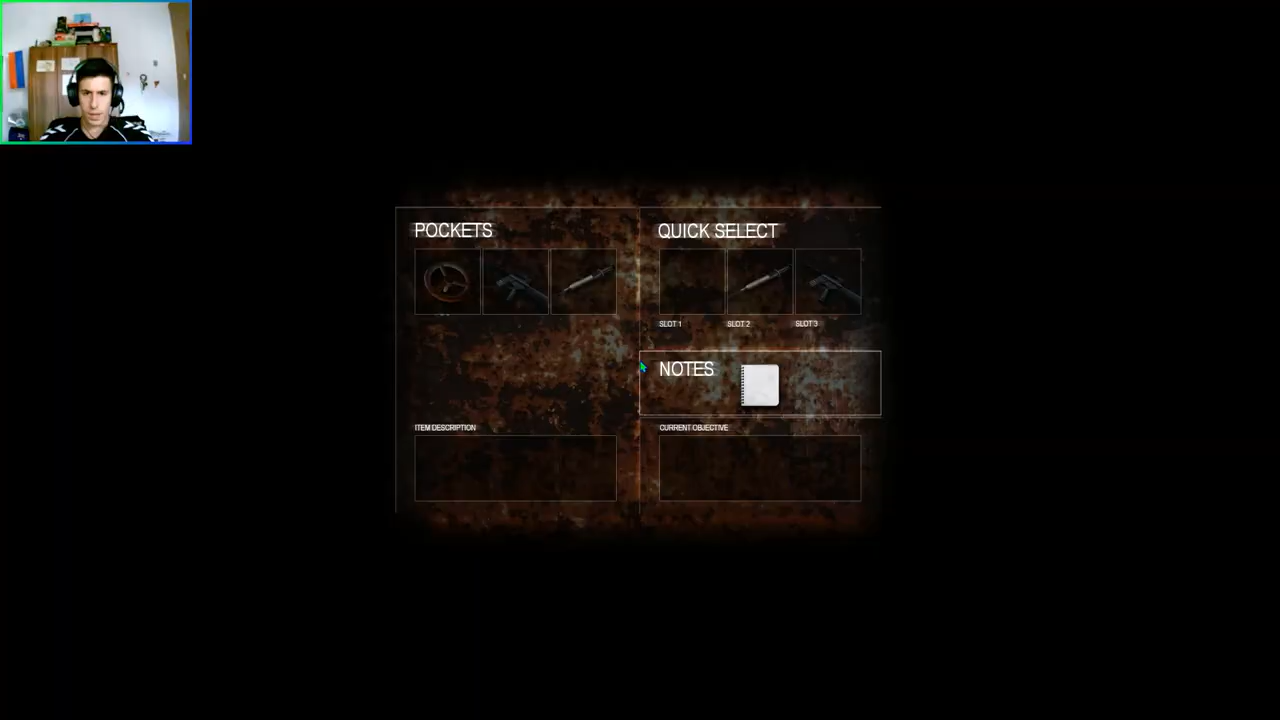 POCKETS
QUICK SELECT
SLOT 1
SLOT 2
SLOT 3
NOTES
ITEM DESCRIPTION
CURRENT OBJECTIVE